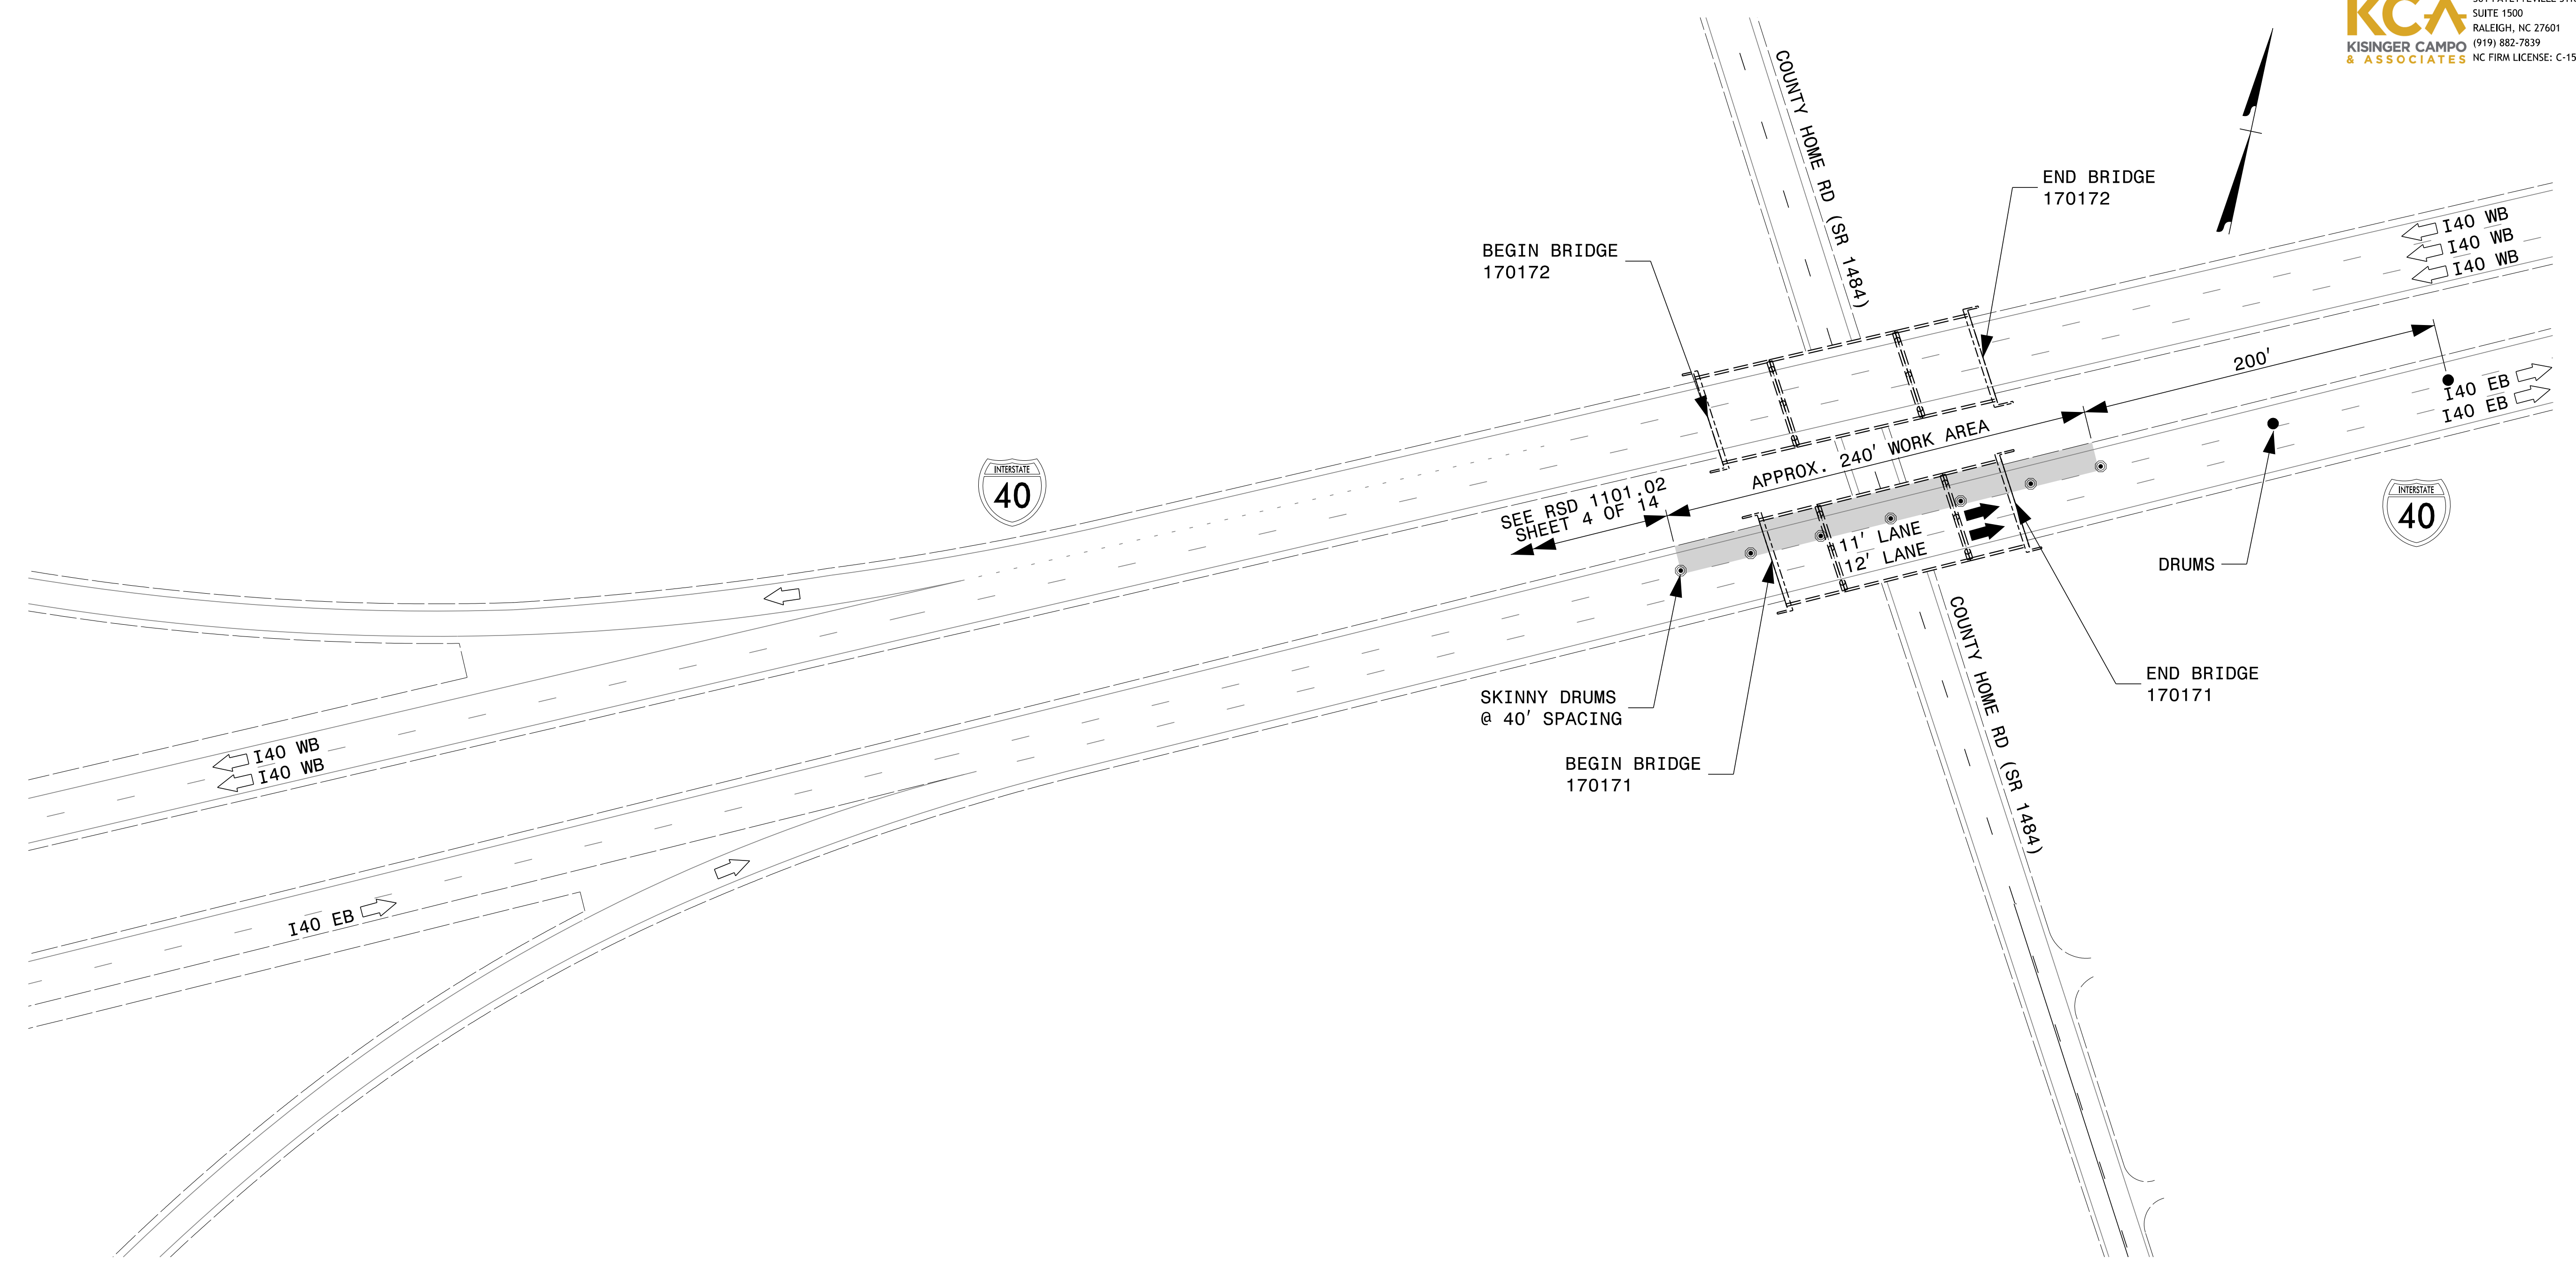 KCA
KISINGER CAMPO
& ASSOCIATES
SUITE 1500
RALEIGH, NC 27601
(919) 882-7839
NC FIRM LICENSE: C-15
COUNTY HOME RD (SR 1484)
END BRIDGE
170172
BEGIN BRIDGE
170172
I40 WB
I40 WB
I40 WB
200'
I40 EB
I40 EB
APPROX. 240' WORK AREA
SEE RSD 1101.02
SHEET 4 OF 14
INTERSTATE
40
INTERSTATE
40
11' LANE
12' LANE
DRUMS
COUNTY HOME RD (SR 1484)
END BRIDGE
170171
SKINNY DRUMS
@ 40' SPACING
BEGIN BRIDGE
170171
I40 WB
I40 WB
I40 EB